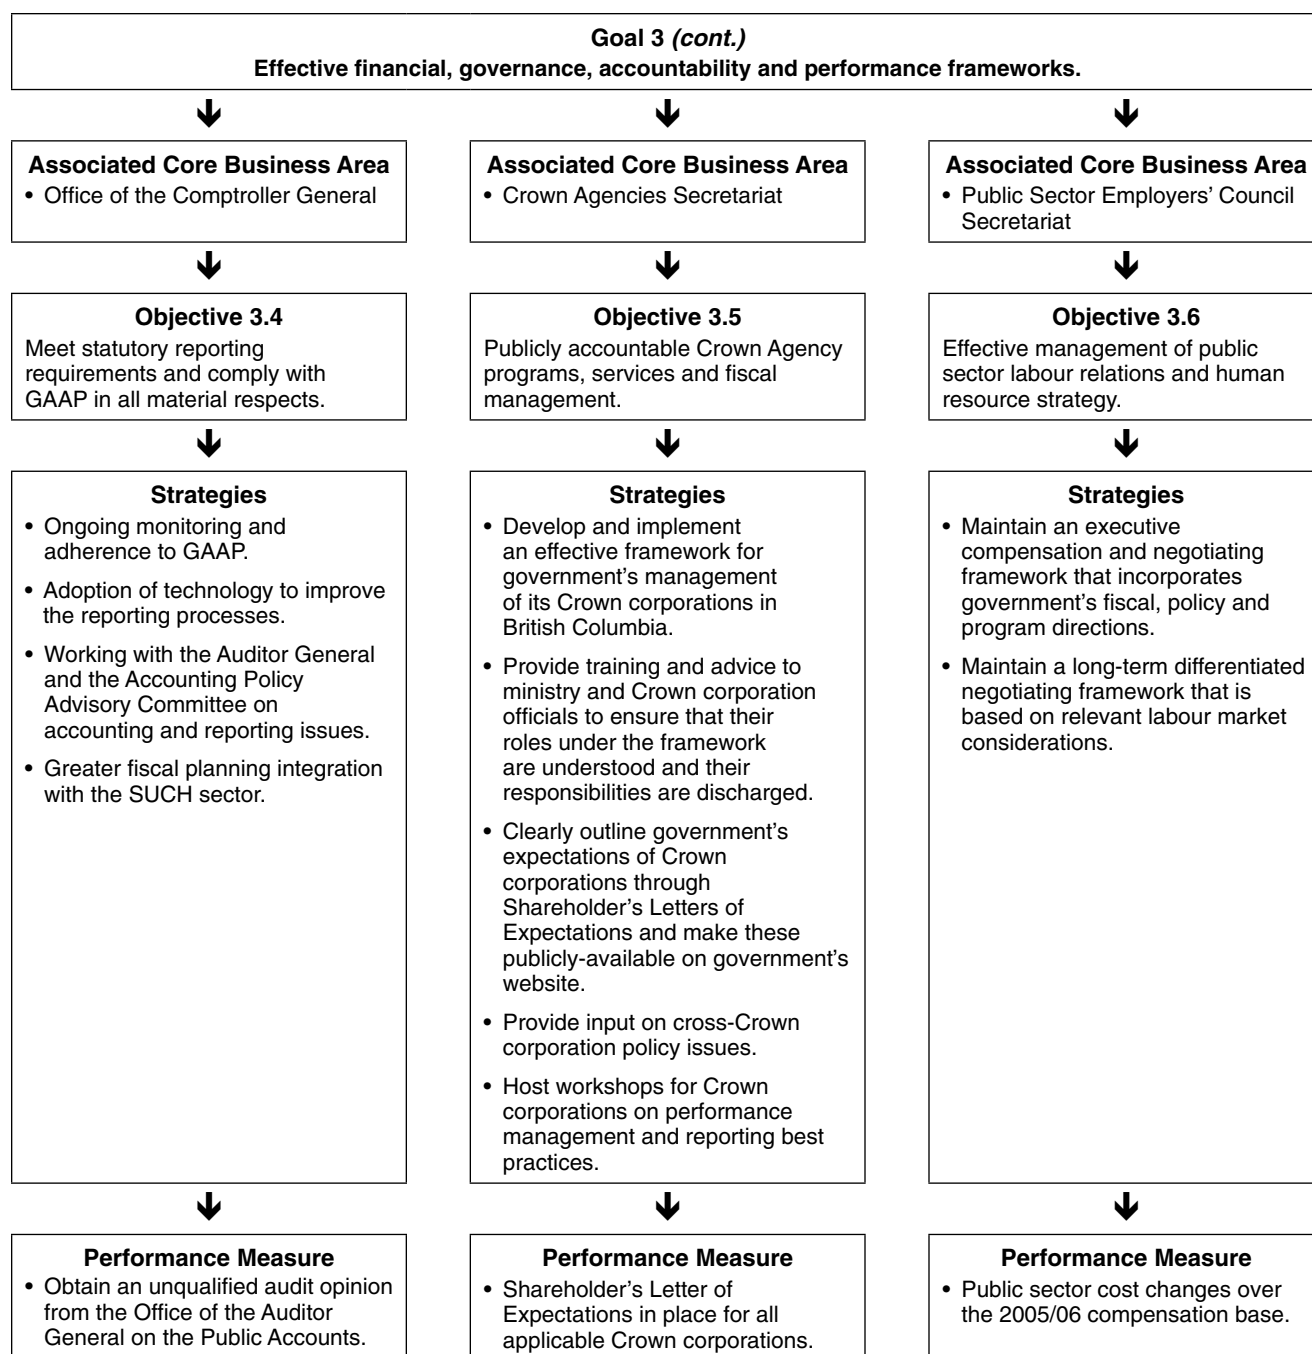 Goal 3 (cont.)
Effective financial, governance, accountability and performance frameworks.
Associated Core Business Area
• Office of the Comptroller General
Objective 3.4
Meet statutory reporting
requirements and comply with
GAAP in all material respects.
Strategies
• Ongoing monitoring and
adherence to GAAP.
• Adoption of technology to improve
the reporting processes.
• Working with the Auditor General
and the Accounting Policy
Advisory Committee on
accounting and reporting issues.
• Greater fiscal planning integration
with the SUCH sector.
Performance Measure
• Obtain an unqualified audit opinion
from the Office of the Auditor
General on the Public Accounts.
Associated Core Business Area
• Crown Agencies Secretariat
Objective 3.5
Publicly accountable Crown Agency
programs, services and fiscal
management.
Strategies
• Develop and implement
an effective framework for
government's management
of its Crown corporations in
British Columbia.
• Provide training and advice to
ministry and Crown corporation
officials to ensure that their
roles under the framework
are understood and their
responsibilities are discharged.
• Clearly outline government's
expectations of Crown
corporations through
Shareholder's Letters of
Expectations and make these
publicly-available on government's
website.
• Provide input on cross-Crown
corporation policy issues.
• Host workshops for Crown
corporations on performance
management and reporting best
practices.
Performance Measure
• Shareholder's Letter of
Expectations in place for all
applicable Crown corporations.
Associated Core Business Area
• Public Sector Employers' Council
Secretariat
Objective 3.6
Effective management of public
sector labour relations and human
resource strategy.
Strategies
• Maintain an executive
compensation and negotiating
framework that incorporates
government's fiscal, policy and
program directions.
• Maintain a long-term differentiated
negotiating framework that is
based on relevant labour market
considerations.
Performance Measure
• Public sector cost changes over
the 2005/06 compensation base.